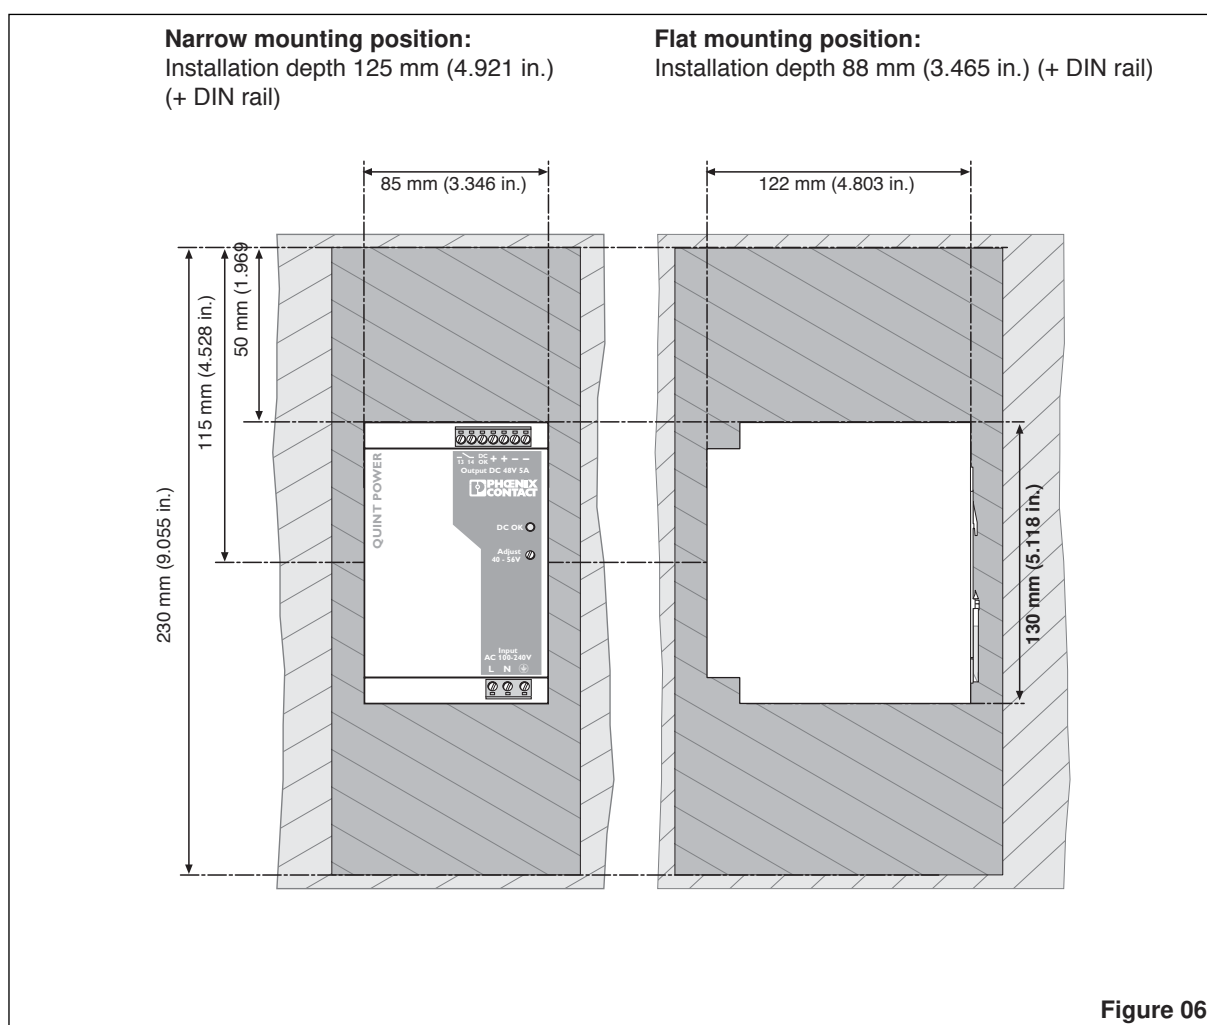 Narrow mounting position:
Installation depth 125 mm (4.921 in.)
(+ DIN rail)
Flat mounting position:
Installation depth 88 mm (3.465 in.) (+ DIN rail)
85 mm (3.346 in.)
122 mm (4.803 in.)
50 mm (1.969
115 mm (4.528 in.)
230 mm (9.055 in.)
130 mm (5.118 in.)
QUINT POWER
13 14 DC OK + + – –
Output DC 48V 5A
PHŒNIX
CONTACT
DC OK
Adjust
40 - 56V
Input
AC 100-240V
L N
Figure 06